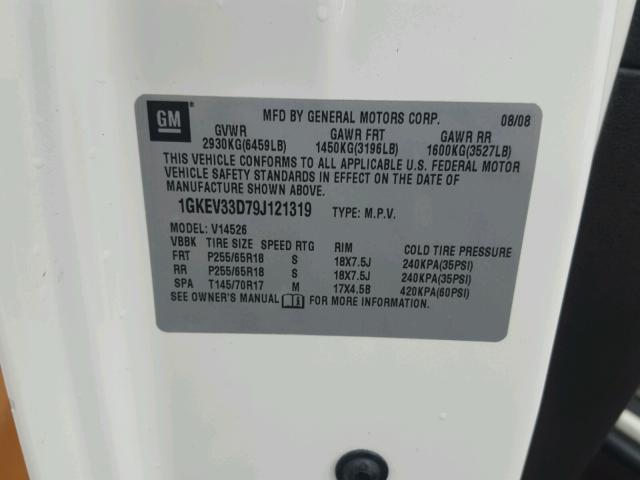 GM
MFD BY GENERAL MOTORS CORP. 08/08
GVWR GAWR FRT GAWR RR
2930KG(6459LB) 1450KG(3196LB) 1600KG(3527LB)
THIS VEHICLE CONFORMS TO ALL APPLICABLE U.S. FEDERAL MOTOR
VEHICLE SAFETY STANDARDS IN EFFECT ON THE DATE OF
MANUFACTURE SHOWN ABOVE.
1GKEV33D79J121319 TYPE: M.P.V.
MODEL: V14526
VBBK TIRE SIZE SPEED RTG RIM COLD TIRE PRESSURE
FRT P255/65R18 S 18X7.5J 240KPA(35PSI)
RR P255/65R18 S 18X7.5J 240KPA(35PSI)
SPA T145/70R17 M 17X4.5B 420KPA(60PSI)
SEE OWNER'S MANUAL FOR MORE INFORMATION.